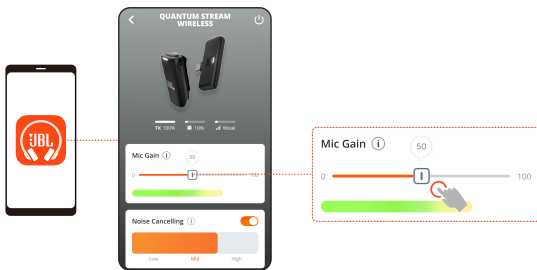 JBL
QUANTUM STREAM
WIRELESS
TX 100%
10%
Weak
Mic Gain
50
0
100
Noise Cancelling
Low
Mid
High
Mic Gain
50
0
100